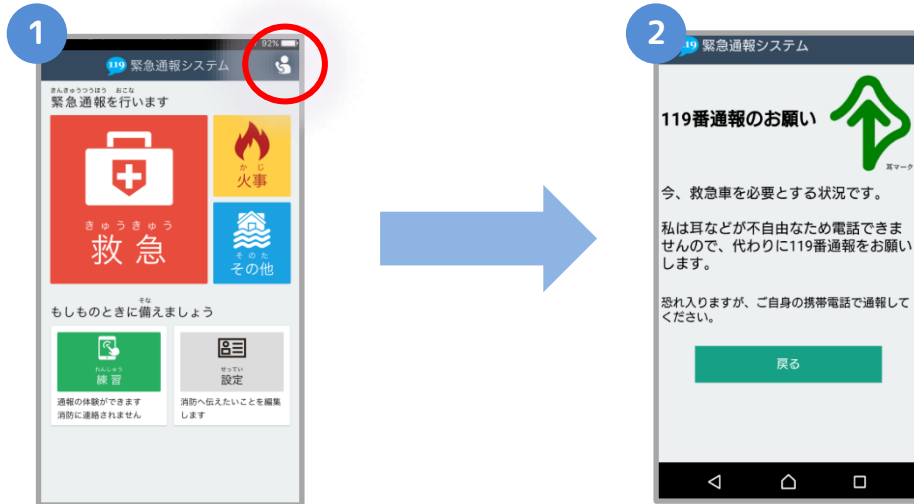 1
92%
119 緊急通報システム
きんきゅうつうほう おこな
緊急通報を行います
きゅうきゅう
救急
かじ
火事
そのた
その他
そな
もしものときに備えましょう
れんしゅう
練習
通報の体験ができます
消防に連絡されません
せってい
設定
消防へ伝えたいことを編集
します
2
119 緊急通報システム
119番通報のお願い
耳マーク
今、救急車を必要とする状況です。
私は耳などが不自由なため電話できま
せんので、代わりに119番通報をお願い
します。
恐れ入りますが、ご自身の携帯電話で通報して
ください。
戻る